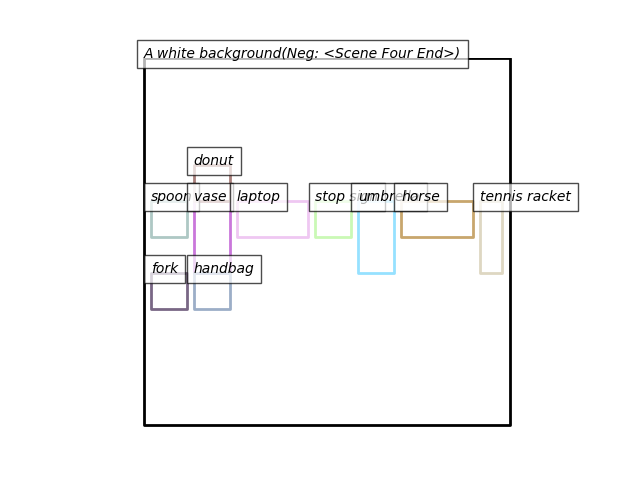 A white background(Neg: <Scene Four End>)
donut
spoon vase laptop stop sign umbrella horse tennis racket
fork handbag